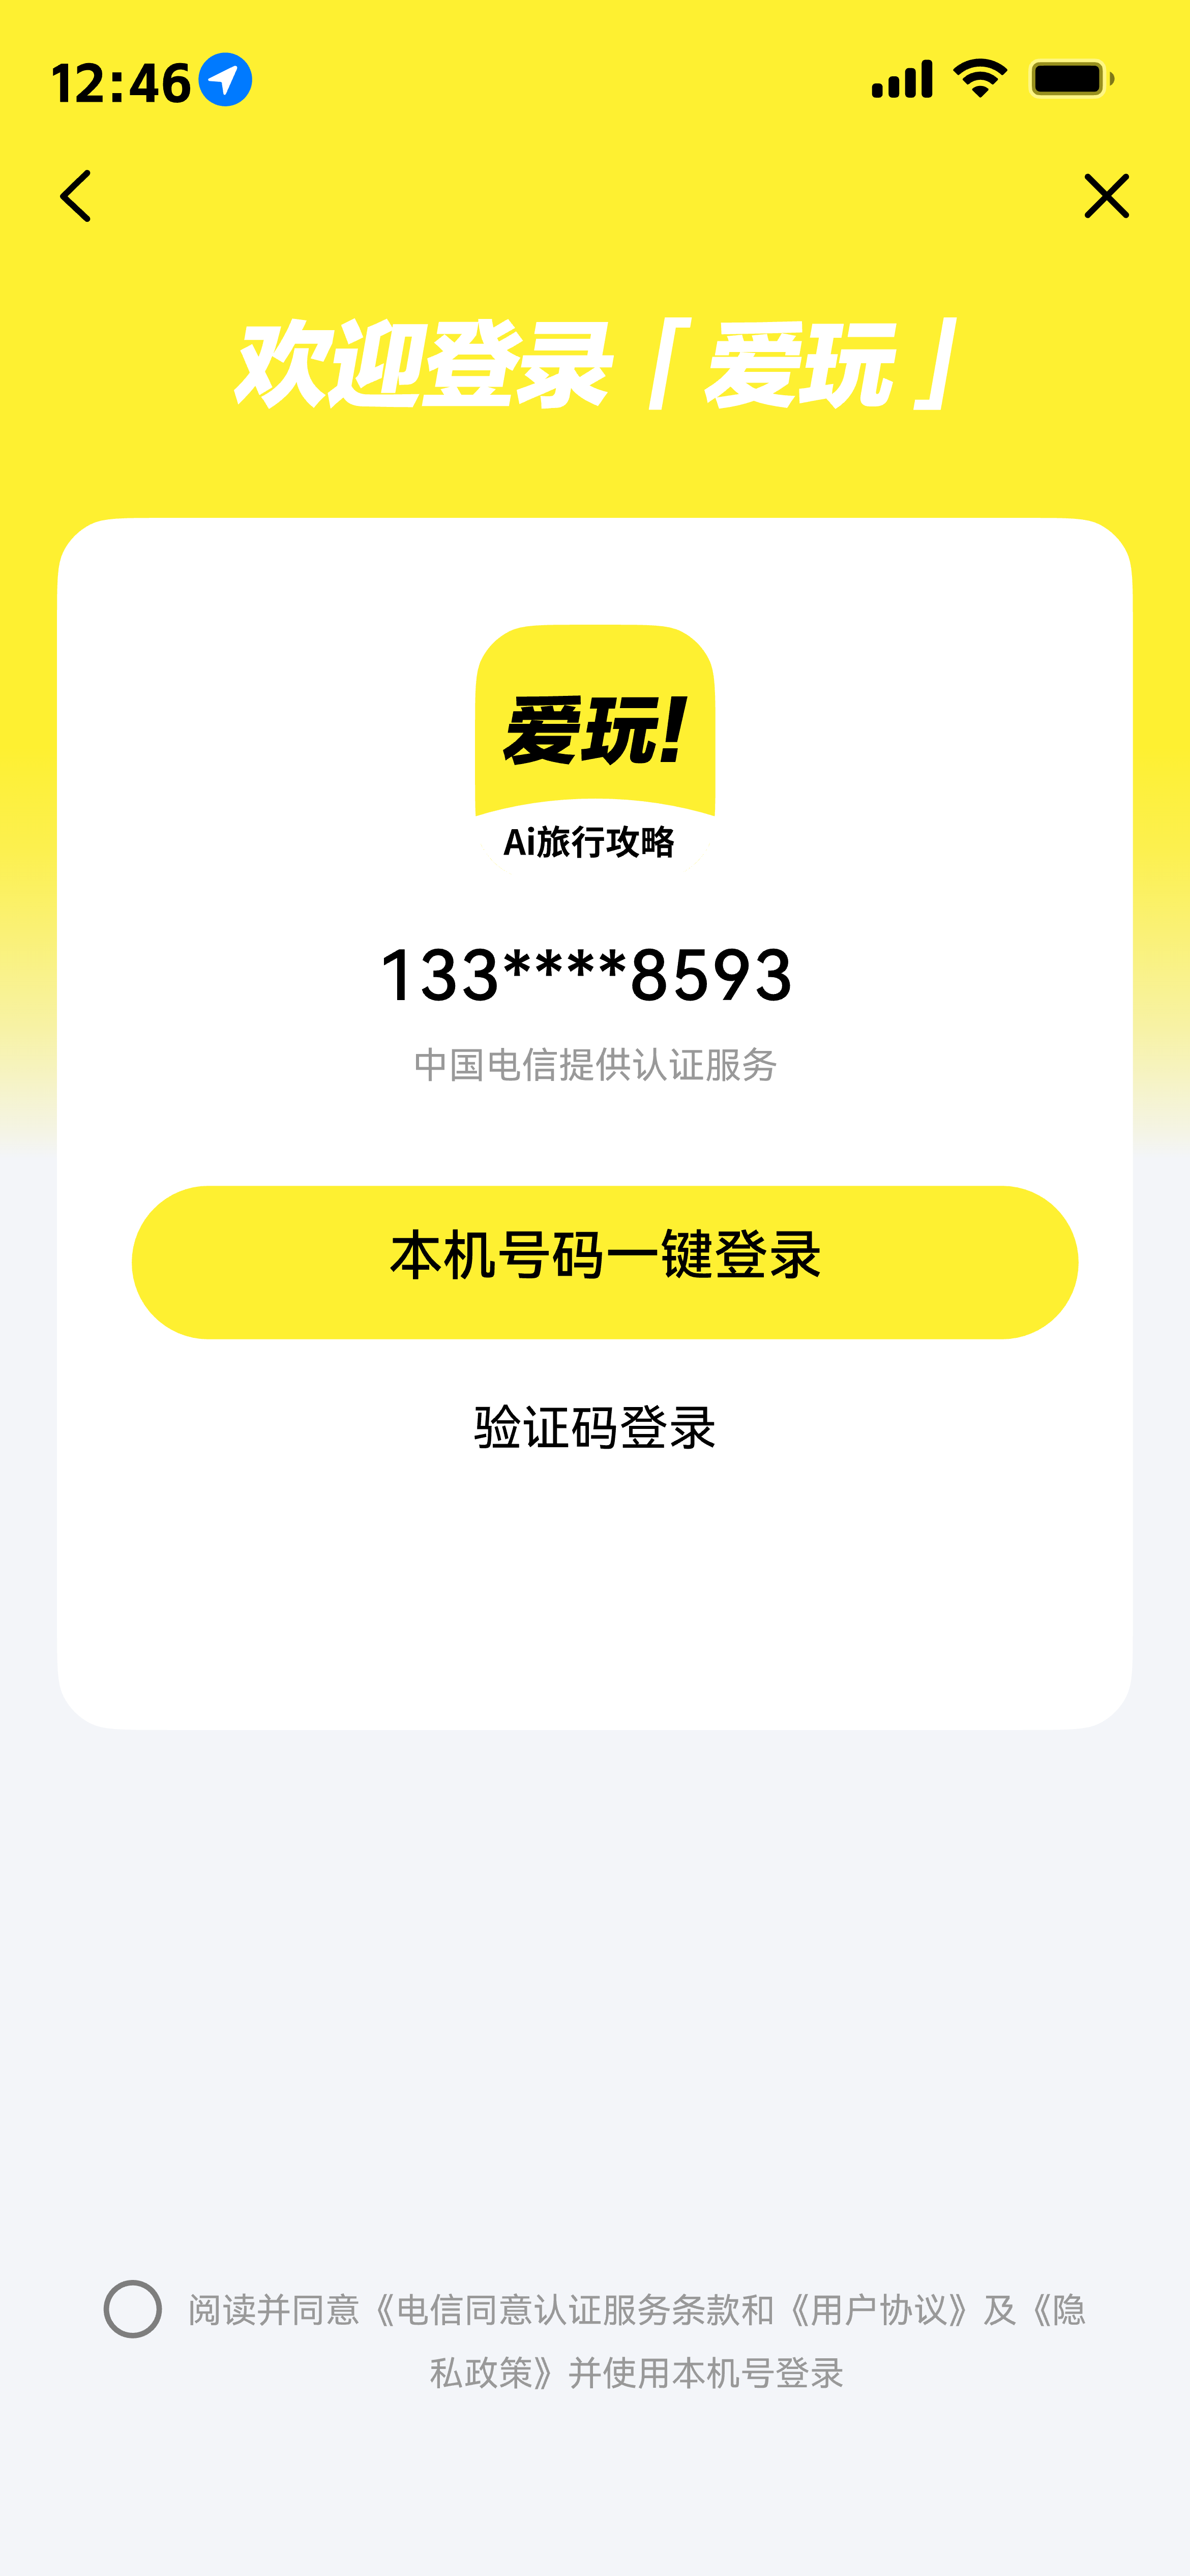 12:46
欢迎登录「爱玩」
爱玩!
Ai旅行攻略
133****8593
中国电信提供认证服务
本机号码一键登录
验证码登录
阅读并同意《电信同意认证服务条款和《用户协议》及《隐
私政策》并使用本机号登录